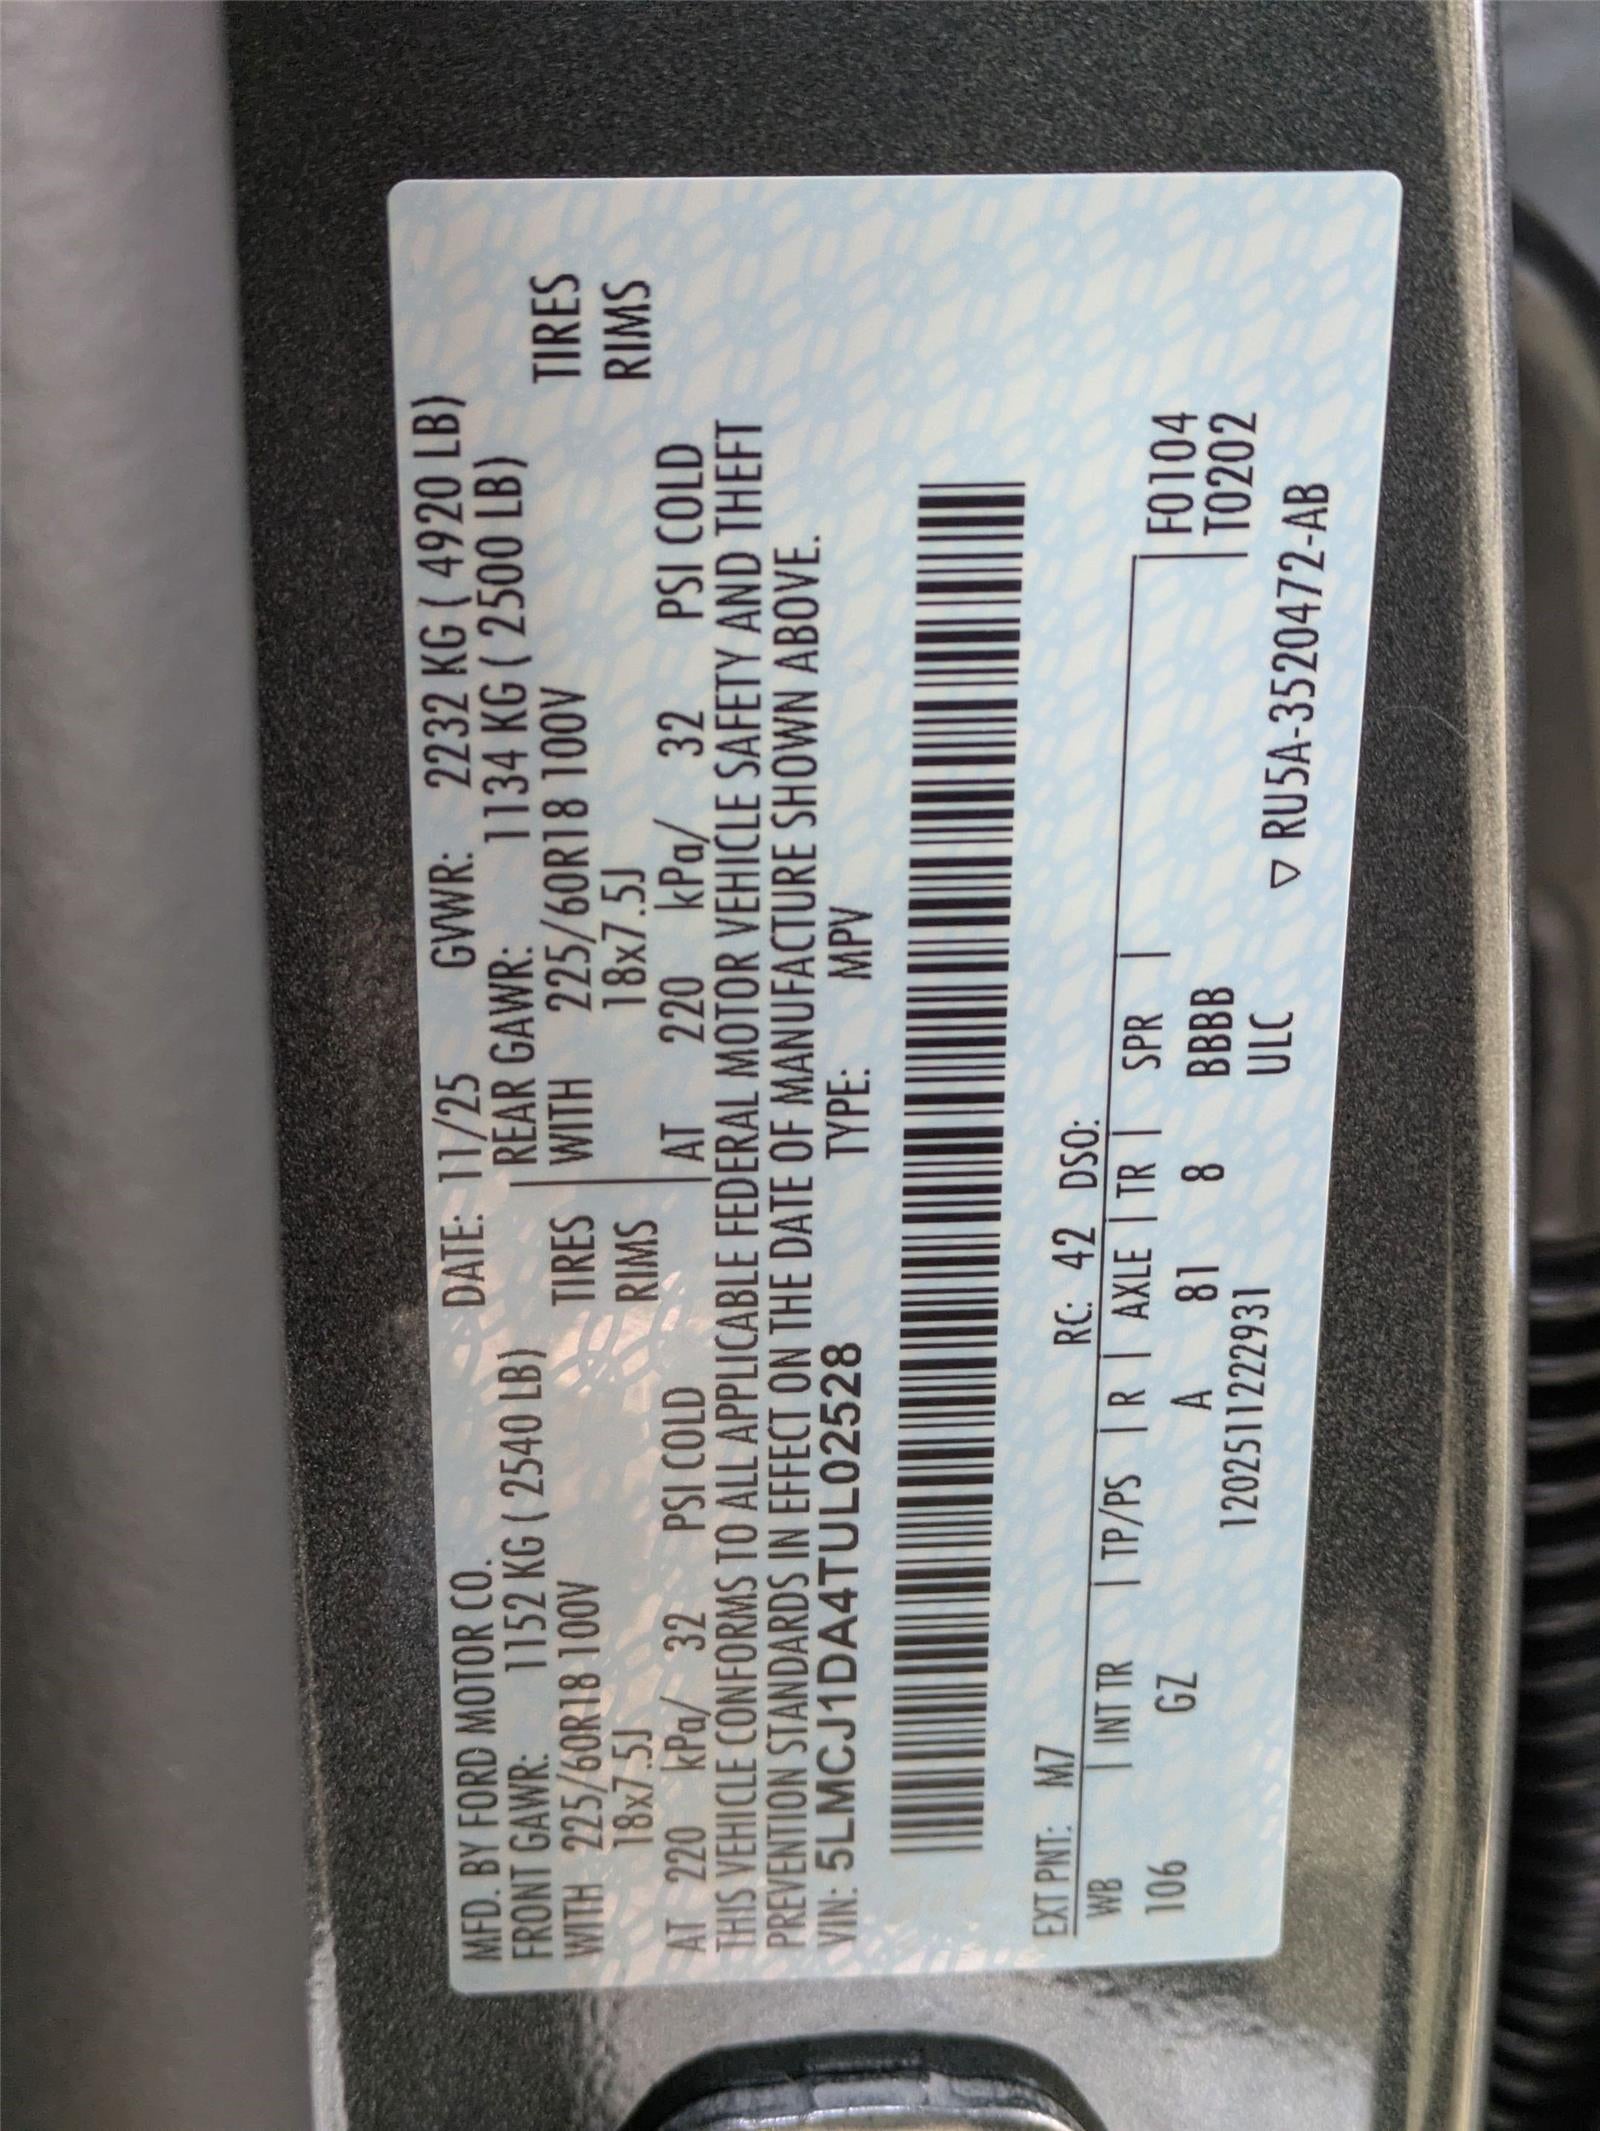 MFD. BY FORD MOTOR CO. DATE: 11/25 GVWR: 2232 KG ( 4920 LB)
FRONT GAWR: 1152 KG ( 2540 LB) REAR GAWR: 1134 KG ( 2500 LB)
WITH 225/60R18 100V TIRES WITH 225/60R18 100V TIRES
18x7.5J RIMS 18x7.5J RIMS
AT 220 kPa/ 32 PSI COLD AT 220 kPa/ 32 PSI COLD
THIS VEHICLE CONFORMS TO ALL APPLICABLE FEDERAL MOTOR VEHICLE SAFETY AND THEFT
PREVENTION STANDARDS IN EFFECT ON THE DATE OF MANUFACTURE SHOWN ABOVE.
VIN: 5LMCJ1DA4TUL02528 TYPE: MPV
EXT PNT: M7 RC: 42 DSO:
WB | INT TR | TP/PS | R | AXLE | TR | SPR | F0104
106 GZ A 81 8 BBBB T0202
120251122931 ULC
▽ RU5A-3520472-AB